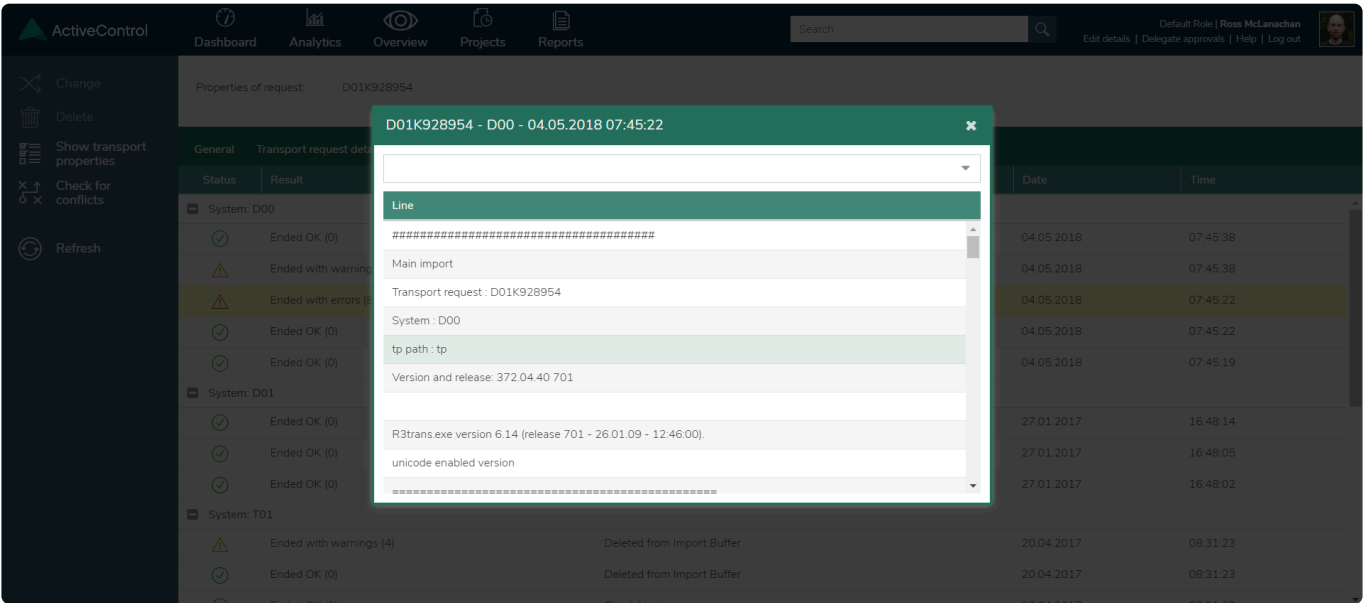 ActiveControl
Dashboard
Analytics
Overview
Projects
Reports
Search
Default Role | Ross McLanachan
Edit details | Delegate approvals | Help | Log out
Change
Delete
Show transport
properties
Check for
conflicts
Refresh
Properties of request: D01K928954
General Transport request deta
Status Result Date Time
System: D00
Ended OK (0) 04.05.2018 07:45:38
Ended with warning 04.05.2018 07:45:38
Ended with errors ( 04.05.2018 07:45:22
Ended OK (0) 04.05.2018 07:45:22
Ended OK (0) 04.05.2018 07:45:19
System: D01
Ended OK (0) 27.01.2017 16:48:14
Ended OK (0) 27.01.2017 16:48:05
Ended OK (0) 27.01.2017 16:48:02
System: T01
Ended with warnings (4) Deleted from Import Buffer 20.04.2017 08:31:23
Ended OK (0) Deleted from Import Buffer 20.04.2017 08:31:23
D01K928954 - D00 - 04.05.2018 07:45:22
Line
######################################
Main import
Transport request : D01K928954
System : D00
tp path : tp
Version and release: 372.04.40 701
R3trans.exe version 6.14 (release 701 - 26.01.09 - 12:46:00).
unicode enabled version
===============================================